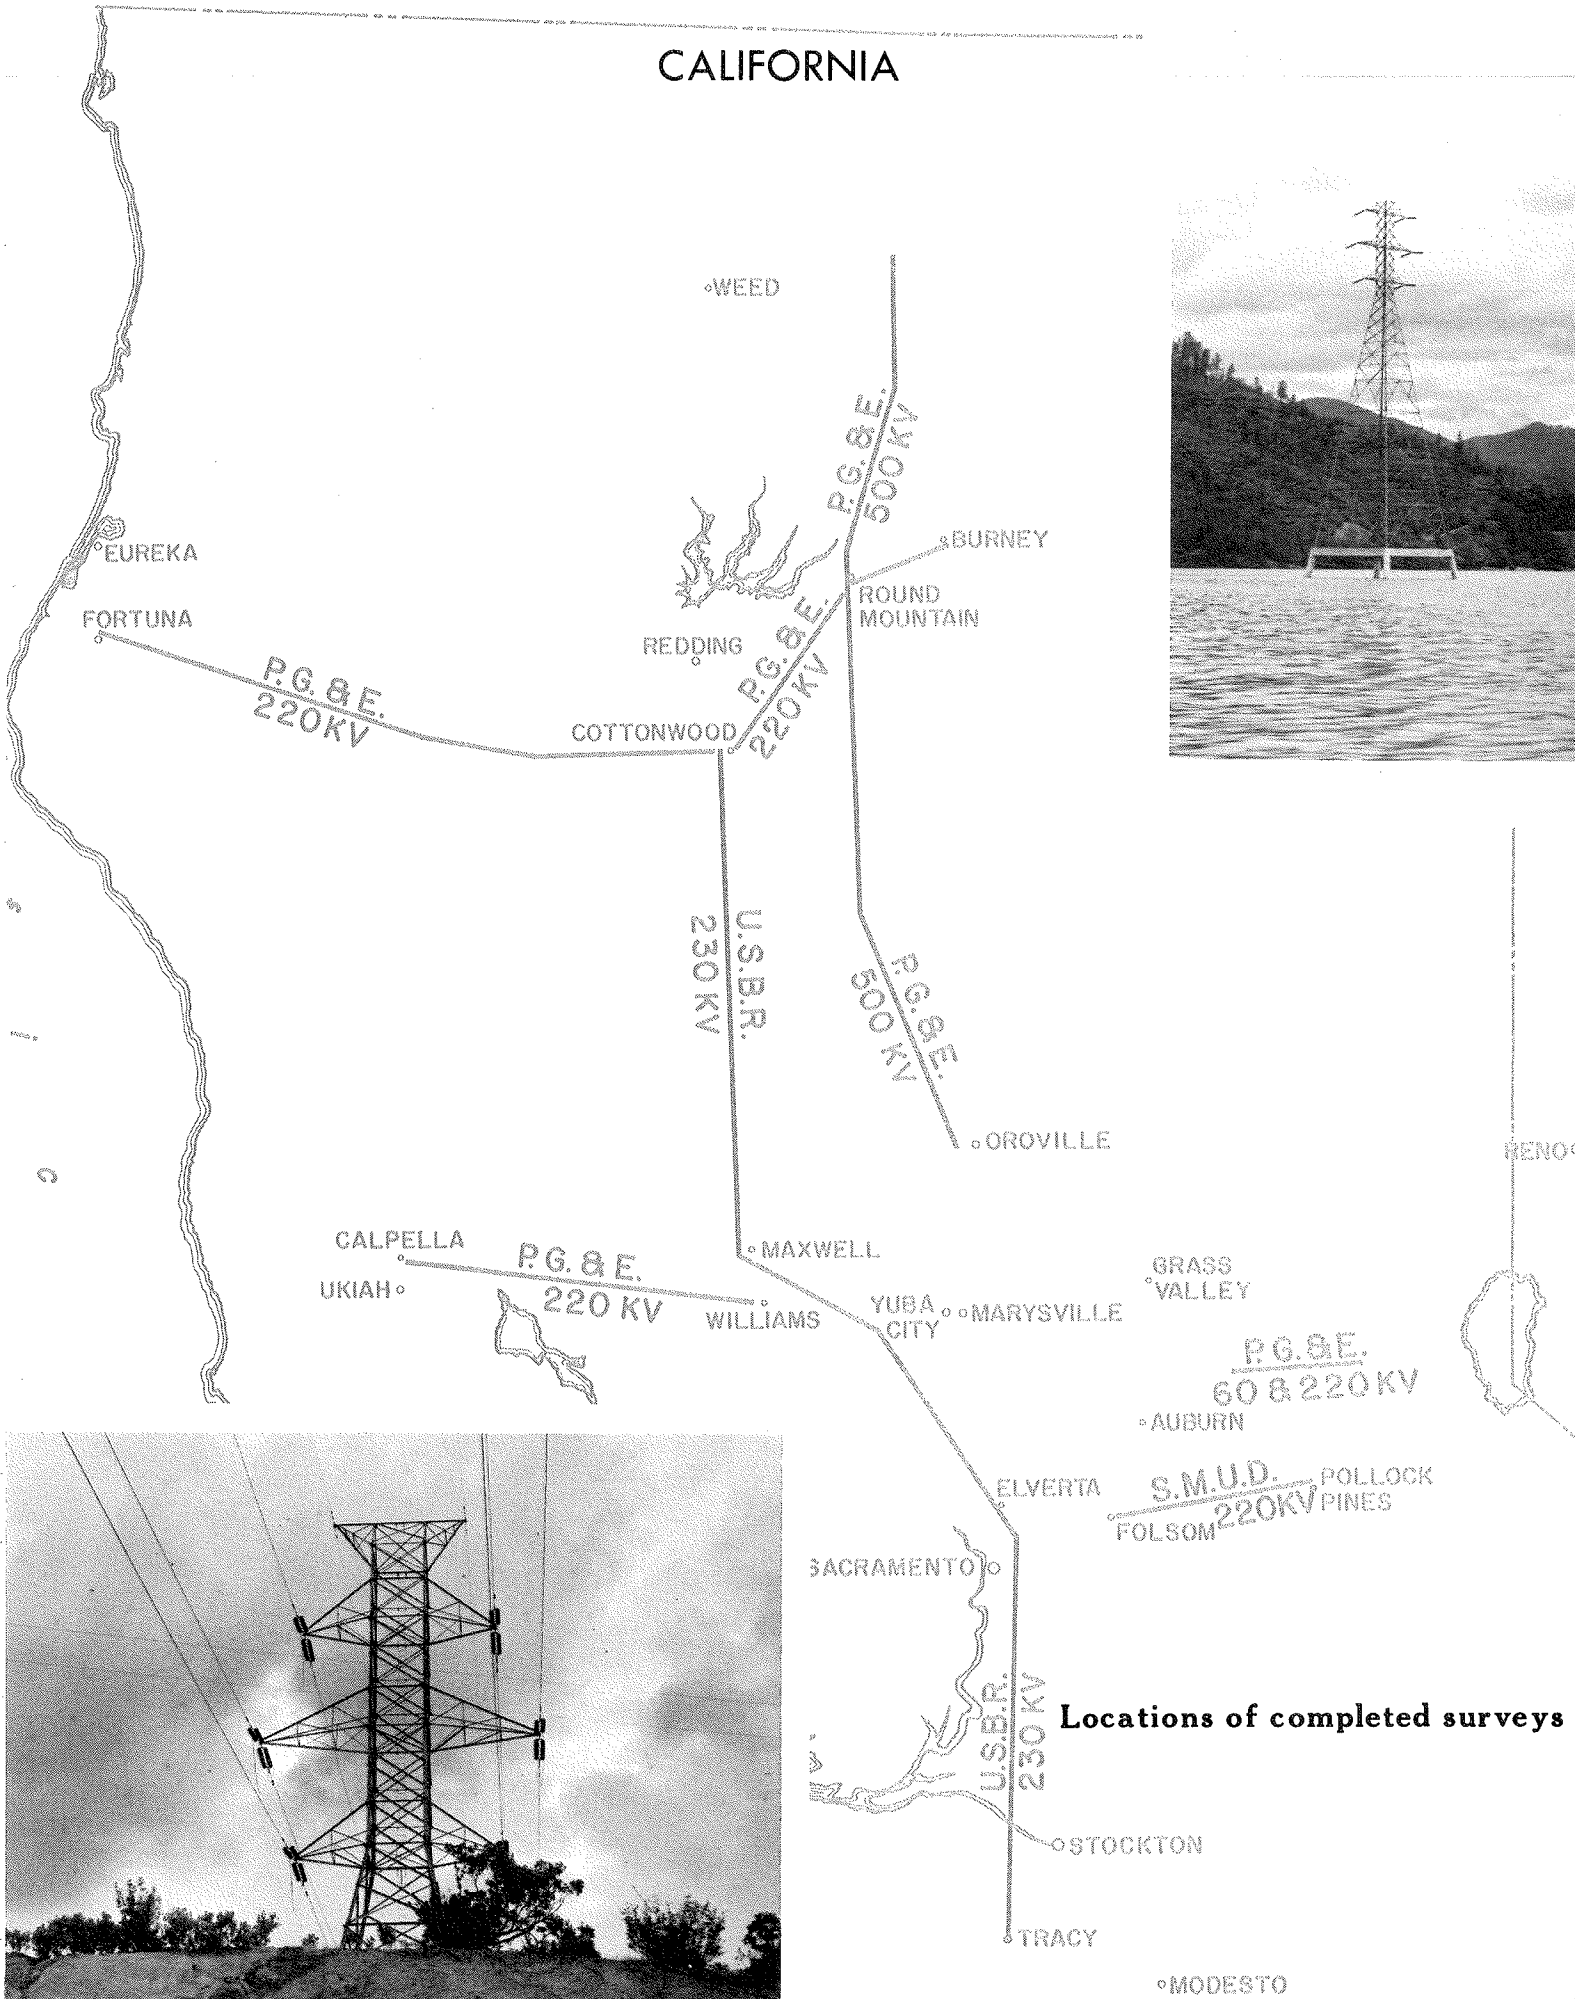 CALIFORNIA
WEED
P.G.&E.
500 KV
BURNEY
EUREKA
ROUND
MOUNTAIN
FORTUNA
REDDING
P.G.&E.
220KV
P.G.&E.
220KV
COTTONWOOD
U.S.B.R.
230 KV
P.G.&E.
500 KV
s
i
c
OROVILLE
RENO
CALPELLA
P.G.&E.
220 KV
MAXWELL
UKIAH
WILLIAMS
YUBA
CITY
MARYSVILLE
GRASS
VALLEY
P.G.&E.
60 & 220 KV
AUBURN
ELVERTA
S.M.U.D.
220KV
POLLOCK
PINES
FOLSOM
SACRAMENTO
U.S.B.R.
230 KV
Locations of completed surveys
STOCKTON
TRACY
MODESTO